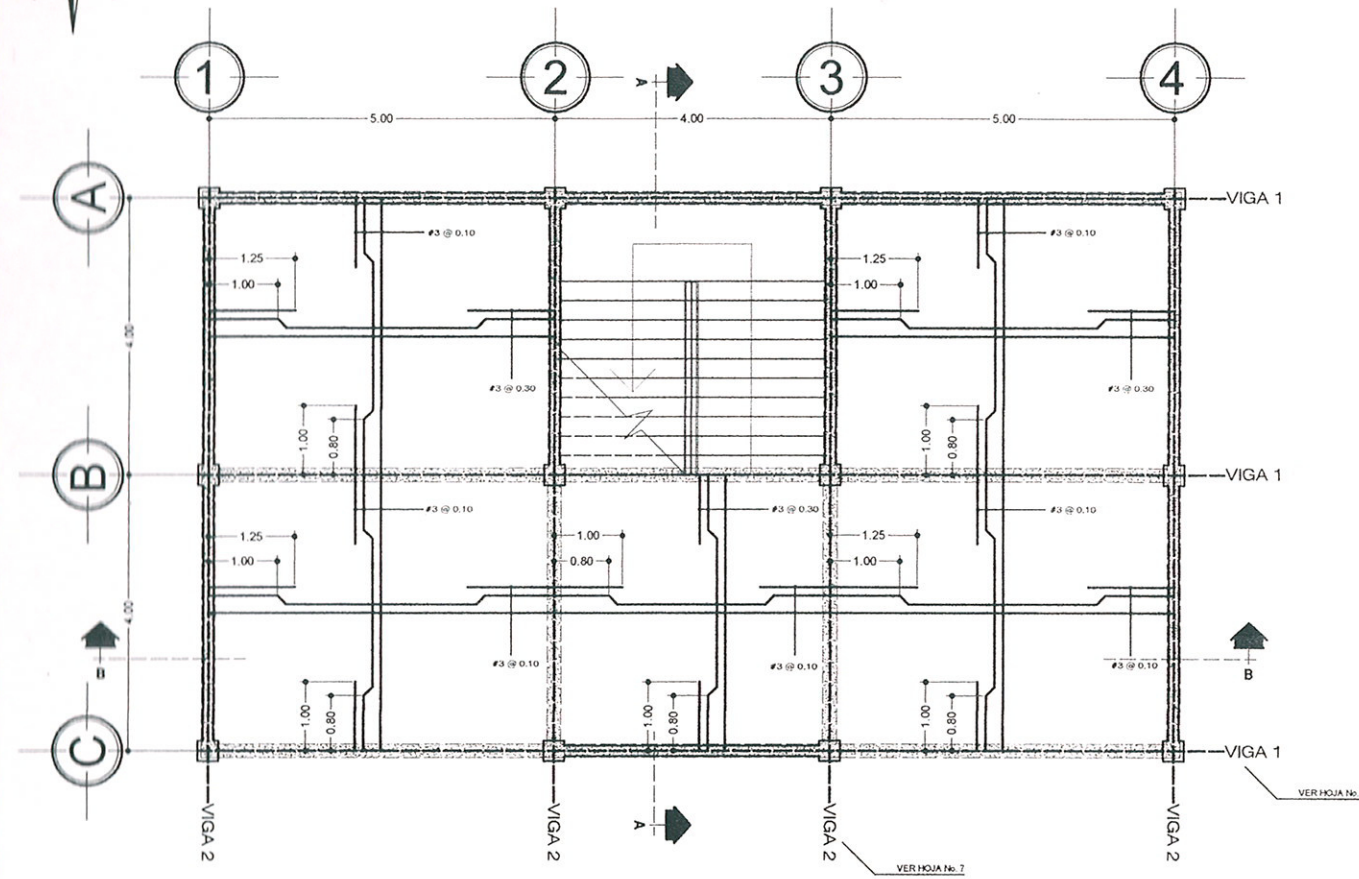 1 2 3 4
A A
5.00 4.00 5.00
A VIGA 1
#3 @ 0.10 #3 @ 0.10
1.25 1.25
1.00 1.00
4.00
#3 @ 0.30 #3 @ 0.30
1.00 0.80 1.00 0.80
B VIGA 1
#3 @ 0.10 #3 @ 0.30 #3 @ 0.10
1.25 1.00 1.25
1.00 0.80 1.00
4.00
#3 @ 0.10 #3 @ 0.10 #3 @ 0.10
B B
1.00 0.80 1.00 0.80 1.00 0.80
C VIGA 1
VER HOJA No.
VIGA 2 VIGA 2 VIGA 2 VIGA 2
A
VER HOJA No. 7